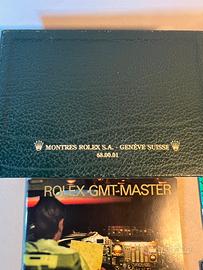 MONTRES ROLEX S.A. - GENÈVE SUISSE
68.00.01
ROLEX GMT-MASTER